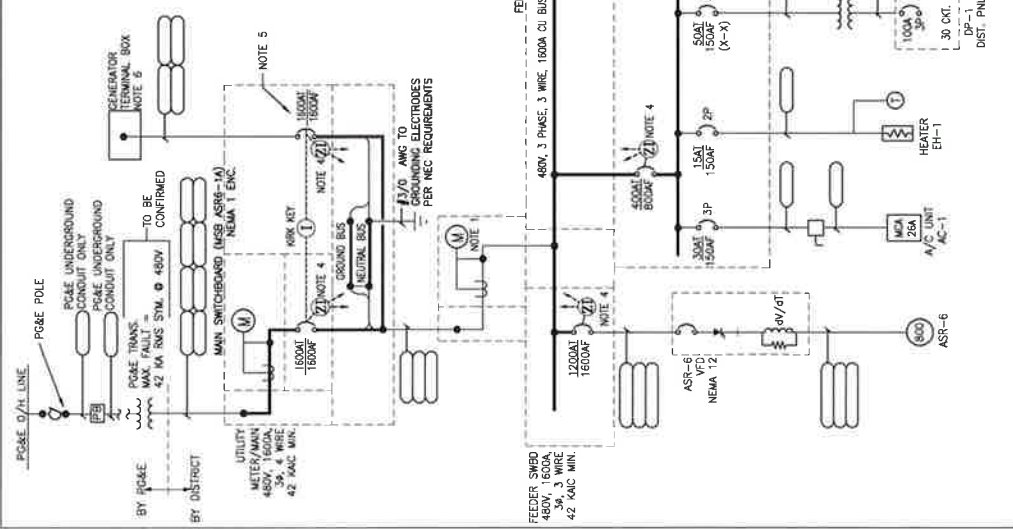 PG&E O/H LINE
PG&E POLE
PG&E UNDERGROUND
CONDUIT ONLY
PB
PG&E UNDERGROUND
CONDUIT ONLY
PG&E TRANS.
MAX. FAULT =
42 KA RMS SYM. @ 480V
TO BE
CONFIRMED
BY PG&E
BY DISTRICT
GENERATOR
TERMINAL BOX
NOTE 6
NOTE 5
MAIN SWITCHBOARD (MSB ASR6-1A)
NEMA 1 ENC.
UTILITY
METER/MAIN
480V, 1600A,
3Ø, 4 WIRE
42 KAIC MIN.
M
1600AT
1600AF
ZI
NOTE 4
KIRK KEY
I
1600AT
1600AF
ZI
NOTE 4
GROUND BUS
NEUTRAL BUS
#3/0 AWG TO
GROUNDING ELECTRODES
PER NEC REQUIREMENTS
M
NOTE 1
FEEDER SWBD
480V, 1600A,
3Ø, 3 WIRE
42 KAIC MIN.
480V, 3 PHASE, 3 WIRE, 1600A CU BUS
1200AT
1600AF
ZI
NOTE 4
400AT
800AF
ZI
NOTE 4
ASR-6
VFD
NEMA 12
dV/dT
800
ASR-6
30AT
150AF
3P
MCA
26A
A/C UNIT
AC-1
15AT
150AF
2P
T
HEATER
EH-1
50AT
150AF
(X-X)
100A
3P
30 CKT.
DP-1
DIST. PNL